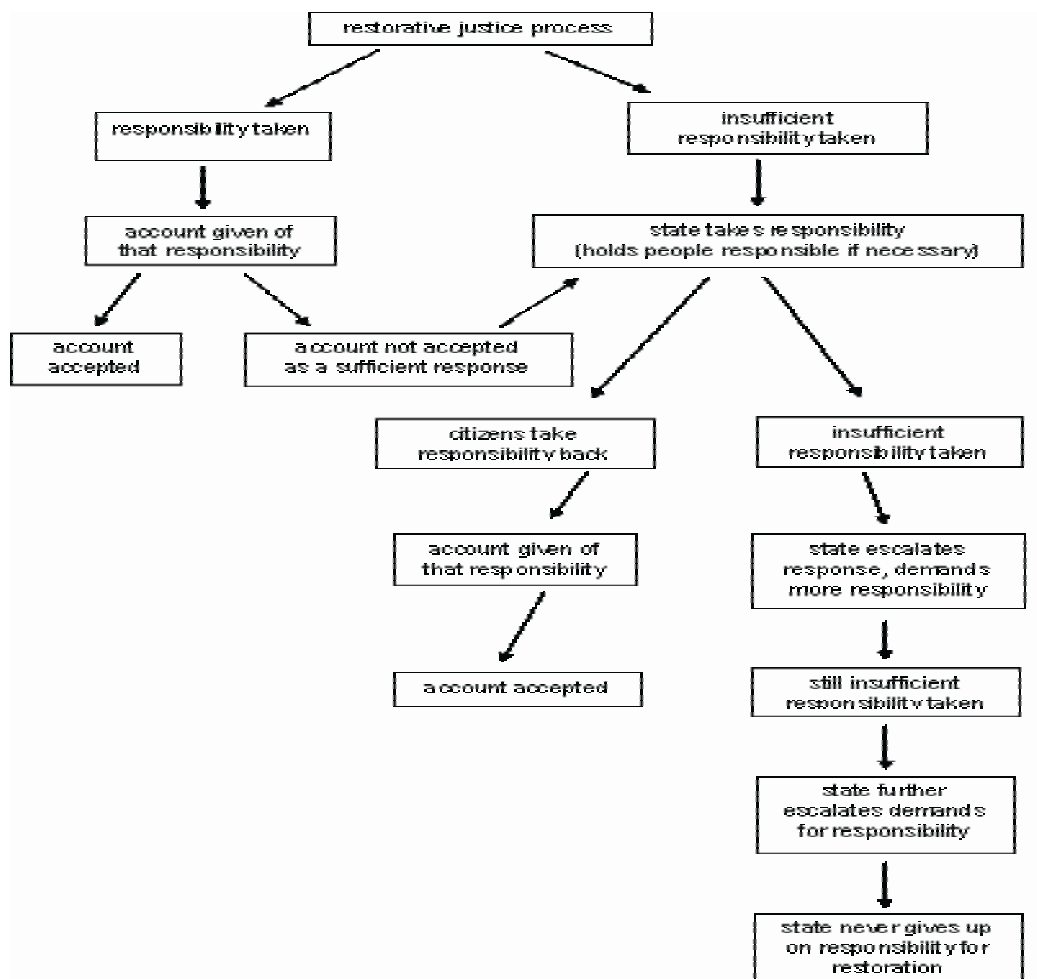 restorative justice process
responsibility taken
insufficient
responsibility taken
account given of
that responsibility
state takes responsibility
(holds people responsible if necessary)
account
accepted
account not accepted
as a sufficient response
citizens take
responsibility back
insufficient
responsibility taken
account given of
that responsibility
state escalates
response, demands
more responsibility
account accepted
still insufficient
responsibility taken
state further
escalates demands
for responsibility
state never gives up
on responsibility for
restoration